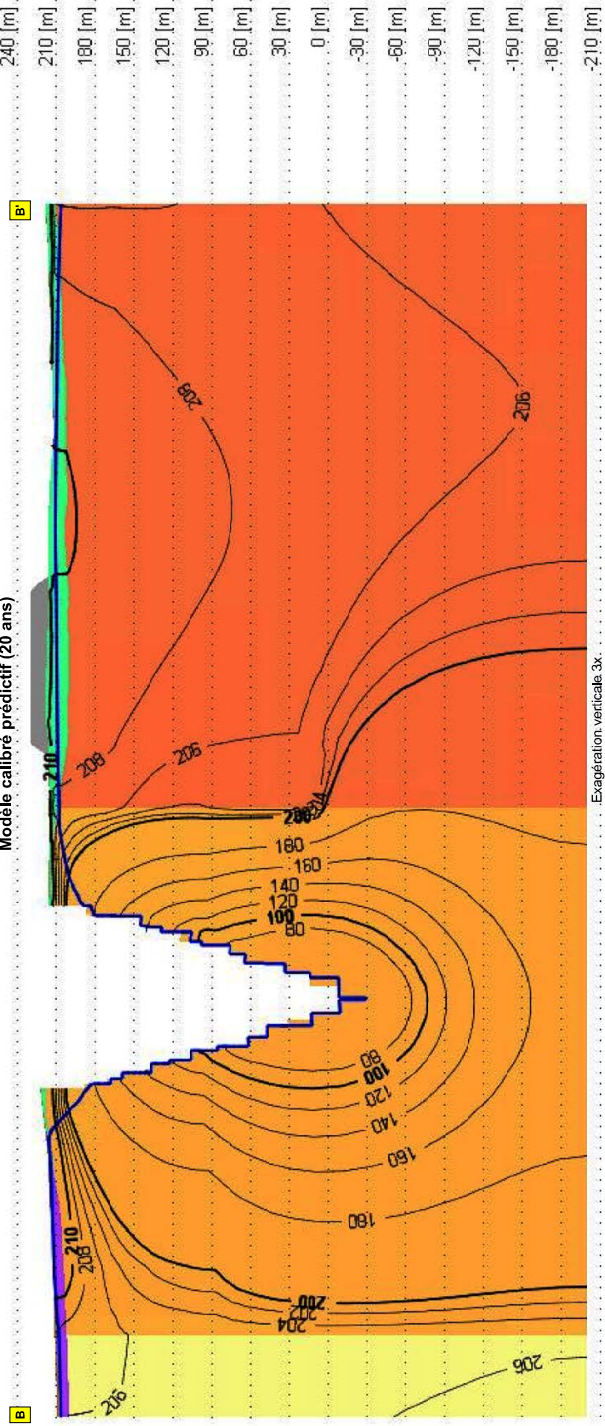 Modèle calibré prédictif (20 ans)
B
B'
240 [m]
210 [m]
180 [m]
150 [m]
120 [m]
90 [m]
60 [m]
30 [m]
0 [m]
-30 [m]
-60 [m]
-90 [m]
-120 [m]
-150 [m]
-180 [m]
-210 [m]
206
206
210
208
204
202
200
180
160
140
120
100
80
80
100
120
140
160
180
200
204
210
208
206
208
206
Exagération verticale 3x